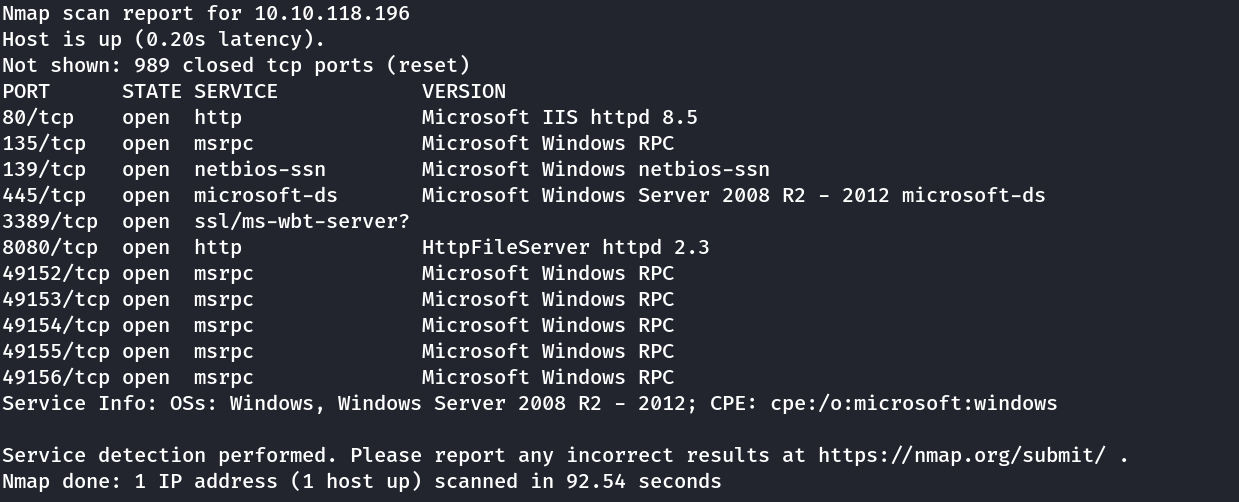 Nmap scan report for 10.10.118.196
Host is up (0.20s latency).
Not shown: 989 closed tcp ports (reset)
PORT      STATE SERVICE            VERSION
80/tcp    open  http               Microsoft IIS httpd 8.5
135/tcp   open  msrpc              Microsoft Windows RPC
139/tcp   open  netbios-ssn        Microsoft Windows netbios-ssn
445/tcp   open  microsoft-ds       Microsoft Windows Server 2008 R2 - 2012 microsoft-ds
3389/tcp  open  ssl/ms-wbt-server?
8080/tcp  open  http               HttpFileServer httpd 2.3
49152/tcp open  msrpc              Microsoft Windows RPC
49153/tcp open  msrpc              Microsoft Windows RPC
49154/tcp open  msrpc              Microsoft Windows RPC
49155/tcp open  msrpc              Microsoft Windows RPC
49156/tcp open  msrpc              Microsoft Windows RPC
Service Info: OSs: Windows, Windows Server 2008 R2 - 2012; CPE: cpe:/o:microsoft:windows
Service detection performed. Please report any incorrect results at https://nmap.org/submit/ .
Nmap done: 1 IP address (1 host up) scanned in 92.54 seconds